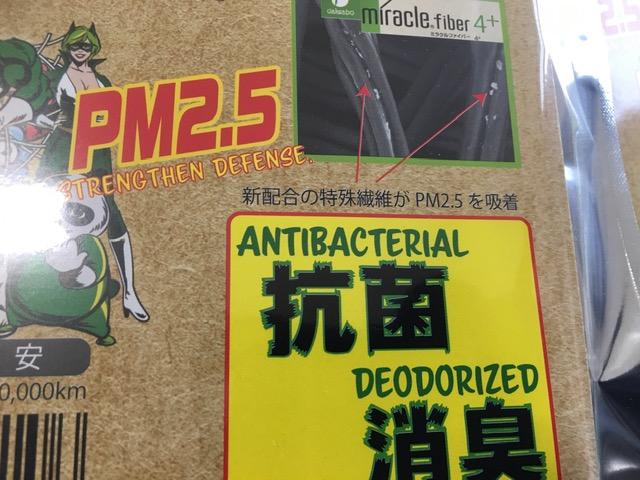 miracle fiber 4+
ミラクルファイバー 4+
PM2.5
STRENGTHEN DEFENSE.
新配合の特殊繊維が PM2.5 を吸着
ANTIBACTERIAL
抗菌
DEODORIZED
消臭
安
0,000km
2.5